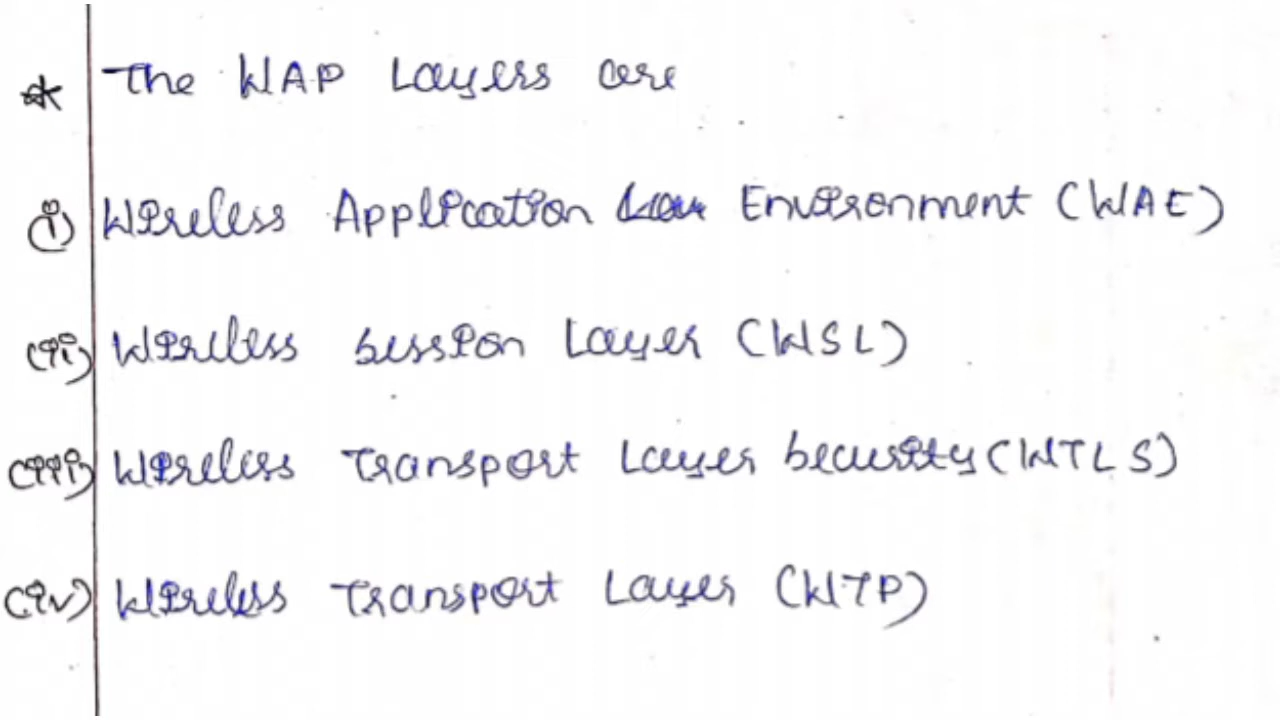 * The WAP Layers are
(i) Wireless Application Environment (WAE)
(ii) Wireless session Layer (WSL)
(iii) Wireless Transport Layer Security (WTLS)
(iv) Wireless Transport Layer (WTP)